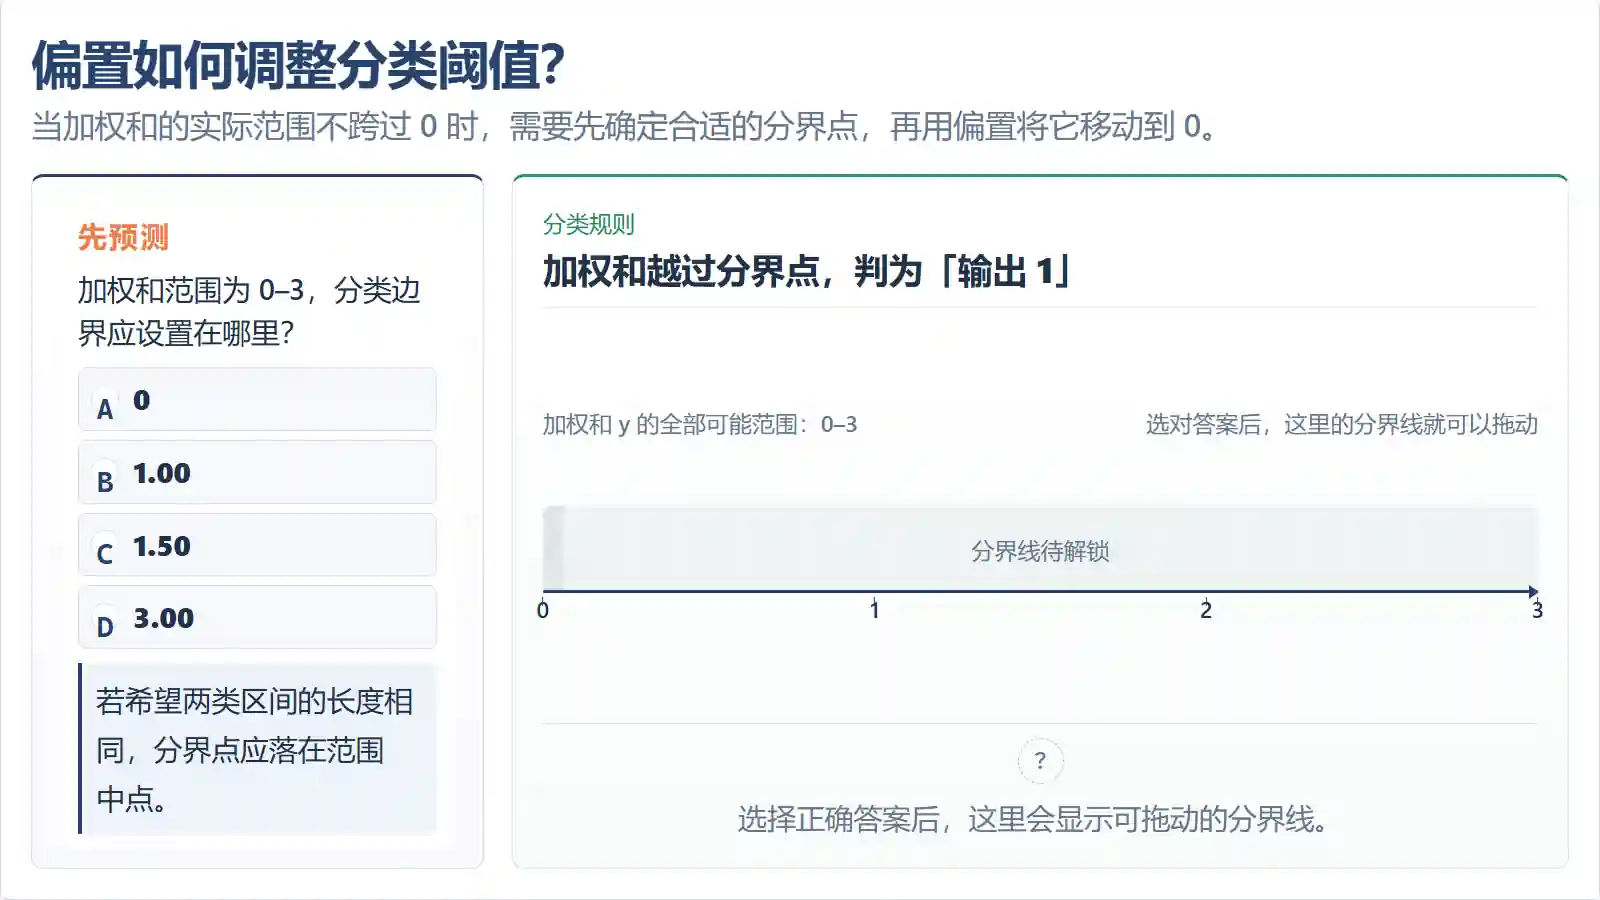 偏置如何调整分类阈值？
当加权和的实际范围不跨过 0 时，需要先确定合适的分界点，再用偏置将它移动到 0。
先预测
加权和范围为 0–3，分类边
界应设置在哪里？
A 0
B 1.00
C 1.50
D 3.00
若希望两类区间的长度相
同，分界点应落在范围
中点。
分类规则
加权和越过分界点，判为「输出 1」
加权和 y 的全部可能范围：0–3
选对答案后，这里的分界线就可以拖动
分界线待解锁
0 1 2 3
?
选择正确答案后，这里会显示可拖动的分界线。